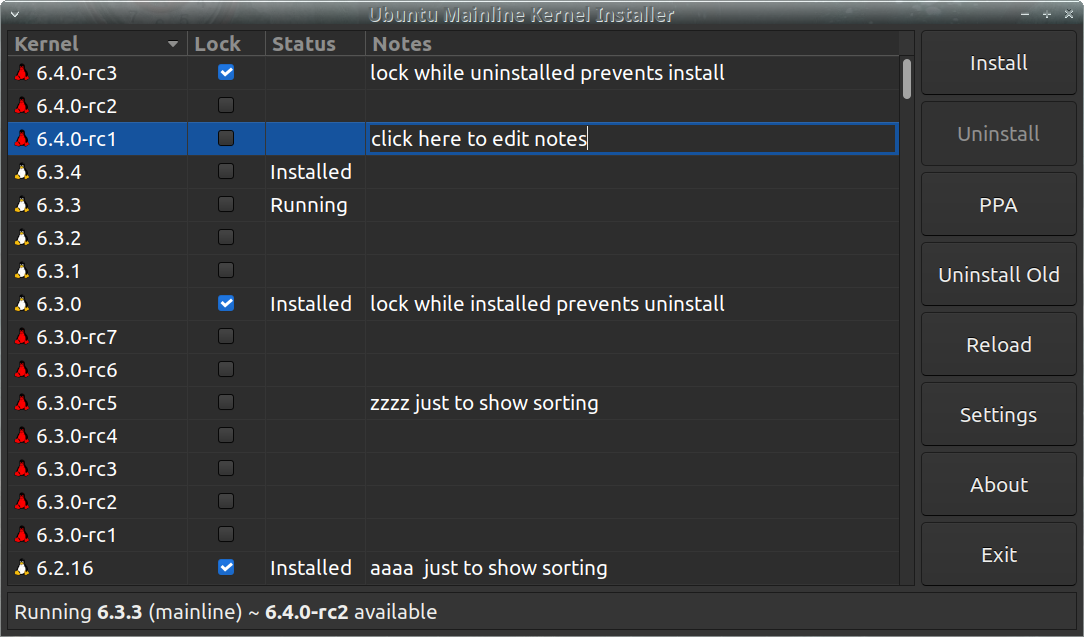 Ubuntu Mainline Kernel Installer
Kernel Lock Status Notes
6.4.0-rc3 lock while uninstalled prevents install
6.4.0-rc2
6.4.0-rc1 click here to edit notes
6.3.4 Installed
6.3.3 Running
6.3.2
6.3.1
6.3.0 Installed lock while installed prevents uninstall
6.3.0-rc7
6.3.0-rc6
6.3.0-rc5 zzzz just to show sorting
6.3.0-rc4
6.3.0-rc3
6.3.0-rc2
6.3.0-rc1
6.2.16 Installed aaaa  just to show sorting
Install
Uninstall
PPA
Uninstall Old
Reload
Settings
About
Exit
Running 6.3.3 (mainline) ~ 6.4.0-rc2 available